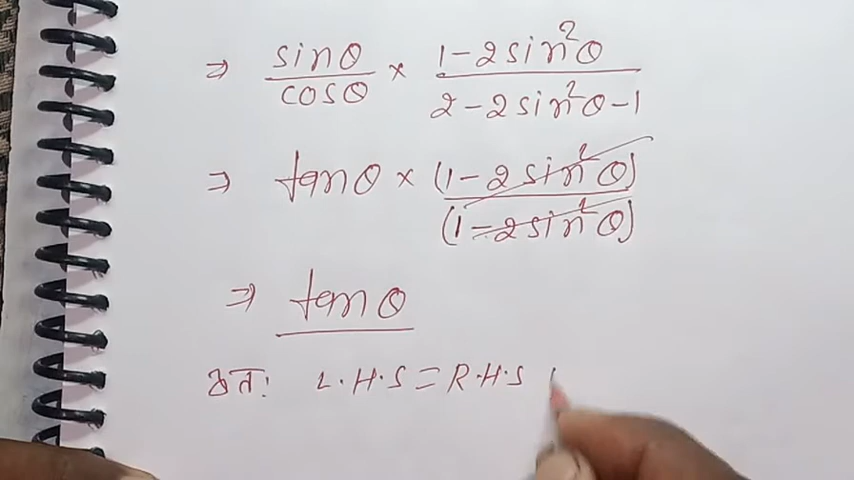 ⇒ sinθ/cosθ × (1-2sin²θ)/(2-2sin²θ-1)
⇒ tanθ × (1-2sin²θ)/(1-2sin²θ)
⇒ tanθ
अतः L.H.S = R.H.S